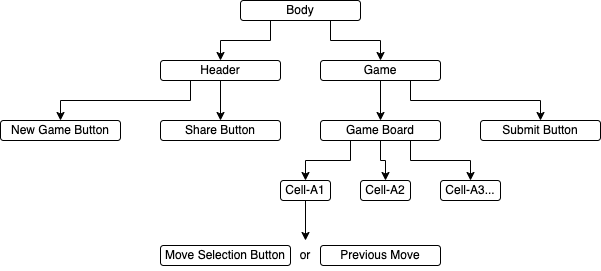 Body
Header
Game
New Game Button
Share Button
Game Board
Submit Button
Cell-A1
Cell-A2
Cell-A3...
Move Selection Button or Previous Move